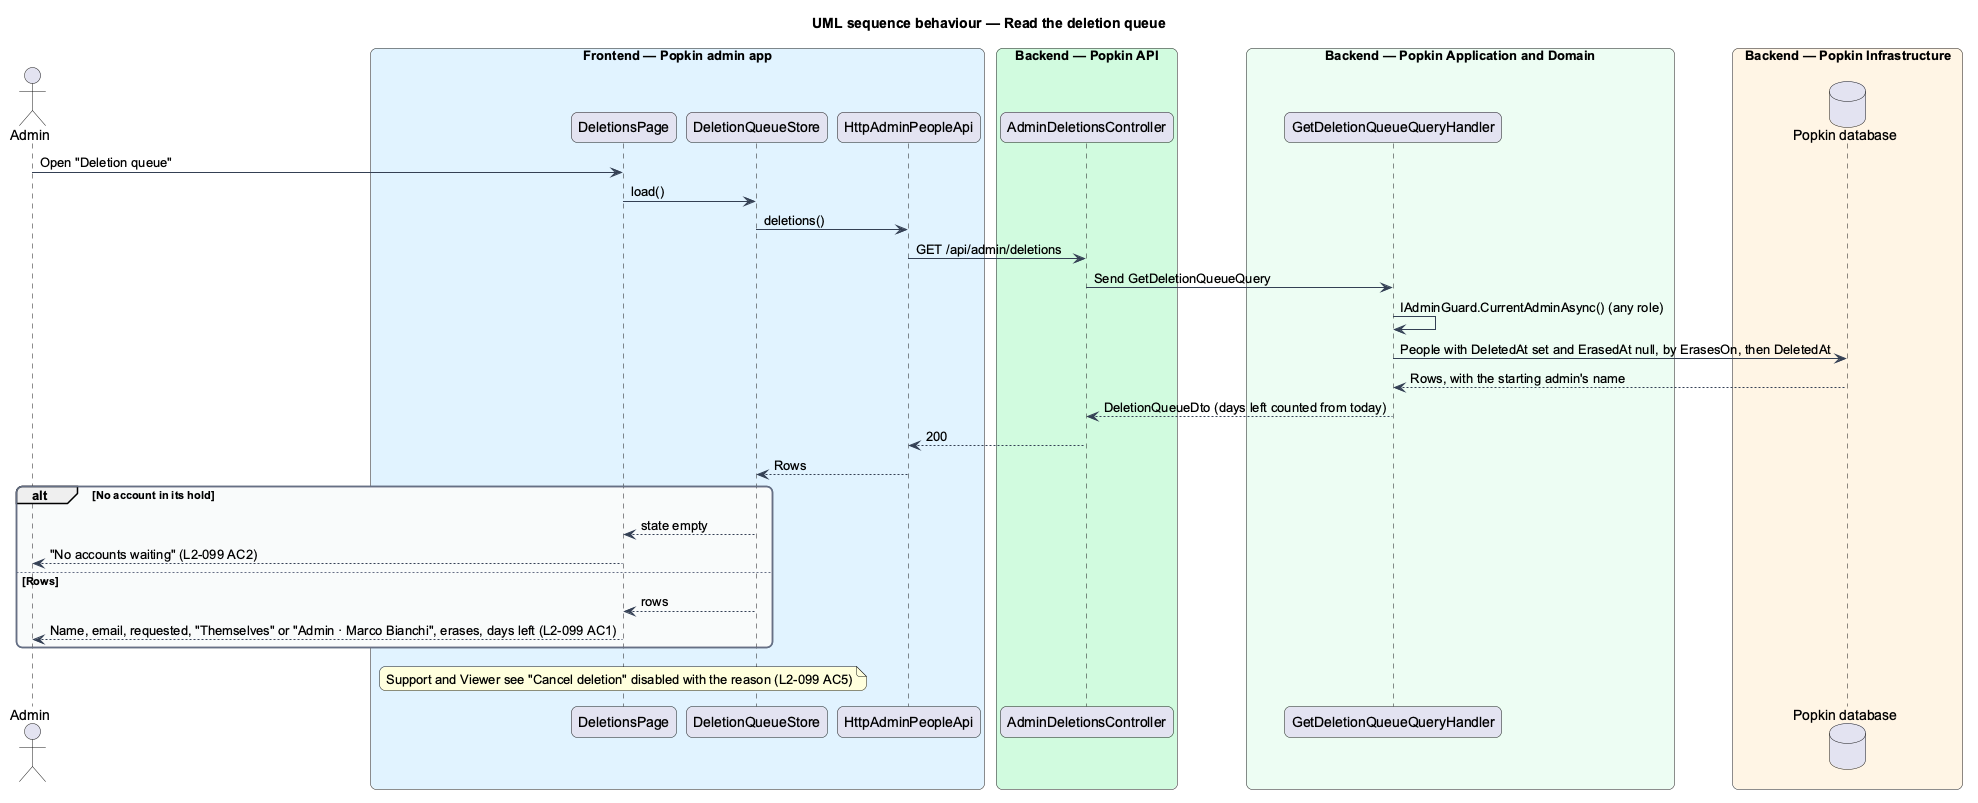 UML sequence behaviour — Read the deletion queue
Frontend — Popkin admin app
Backend — Popkin API
Backend — Popkin Application and Domain
Backend — Popkin Infrastructure
Admin
DeletionsPage
DeletionQueueStore
HttpAdminPeopleApi
AdminDeletionsController
GetDeletionQueueQueryHandler
Popkin database
Open "Deletion queue"
load()
deletions()
GET /api/admin/deletions
Send GetDeletionQueueQuery
IAdminGuard.CurrentAdminAsync() (any role)
People with DeletedAt set and ErasedAt null, by ErasesOn, then DeletedAt
Rows, with the starting admin's name
DeletionQueueDto (days left counted from today)
200
Rows
alt
[No account in its hold]
state empty
"No accounts waiting" (L2-099 AC2)
[Rows]
rows
Name, email, requested, "Themselves" or "Admin · Marco Bianchi", erases, days left (L2-099 AC1)
Support and Viewer see "Cancel deletion" disabled with the reason (L2-099 AC5)
Admin
DeletionsPage
DeletionQueueStore
HttpAdminPeopleApi
AdminDeletionsController
GetDeletionQueueQueryHandler
Popkin database